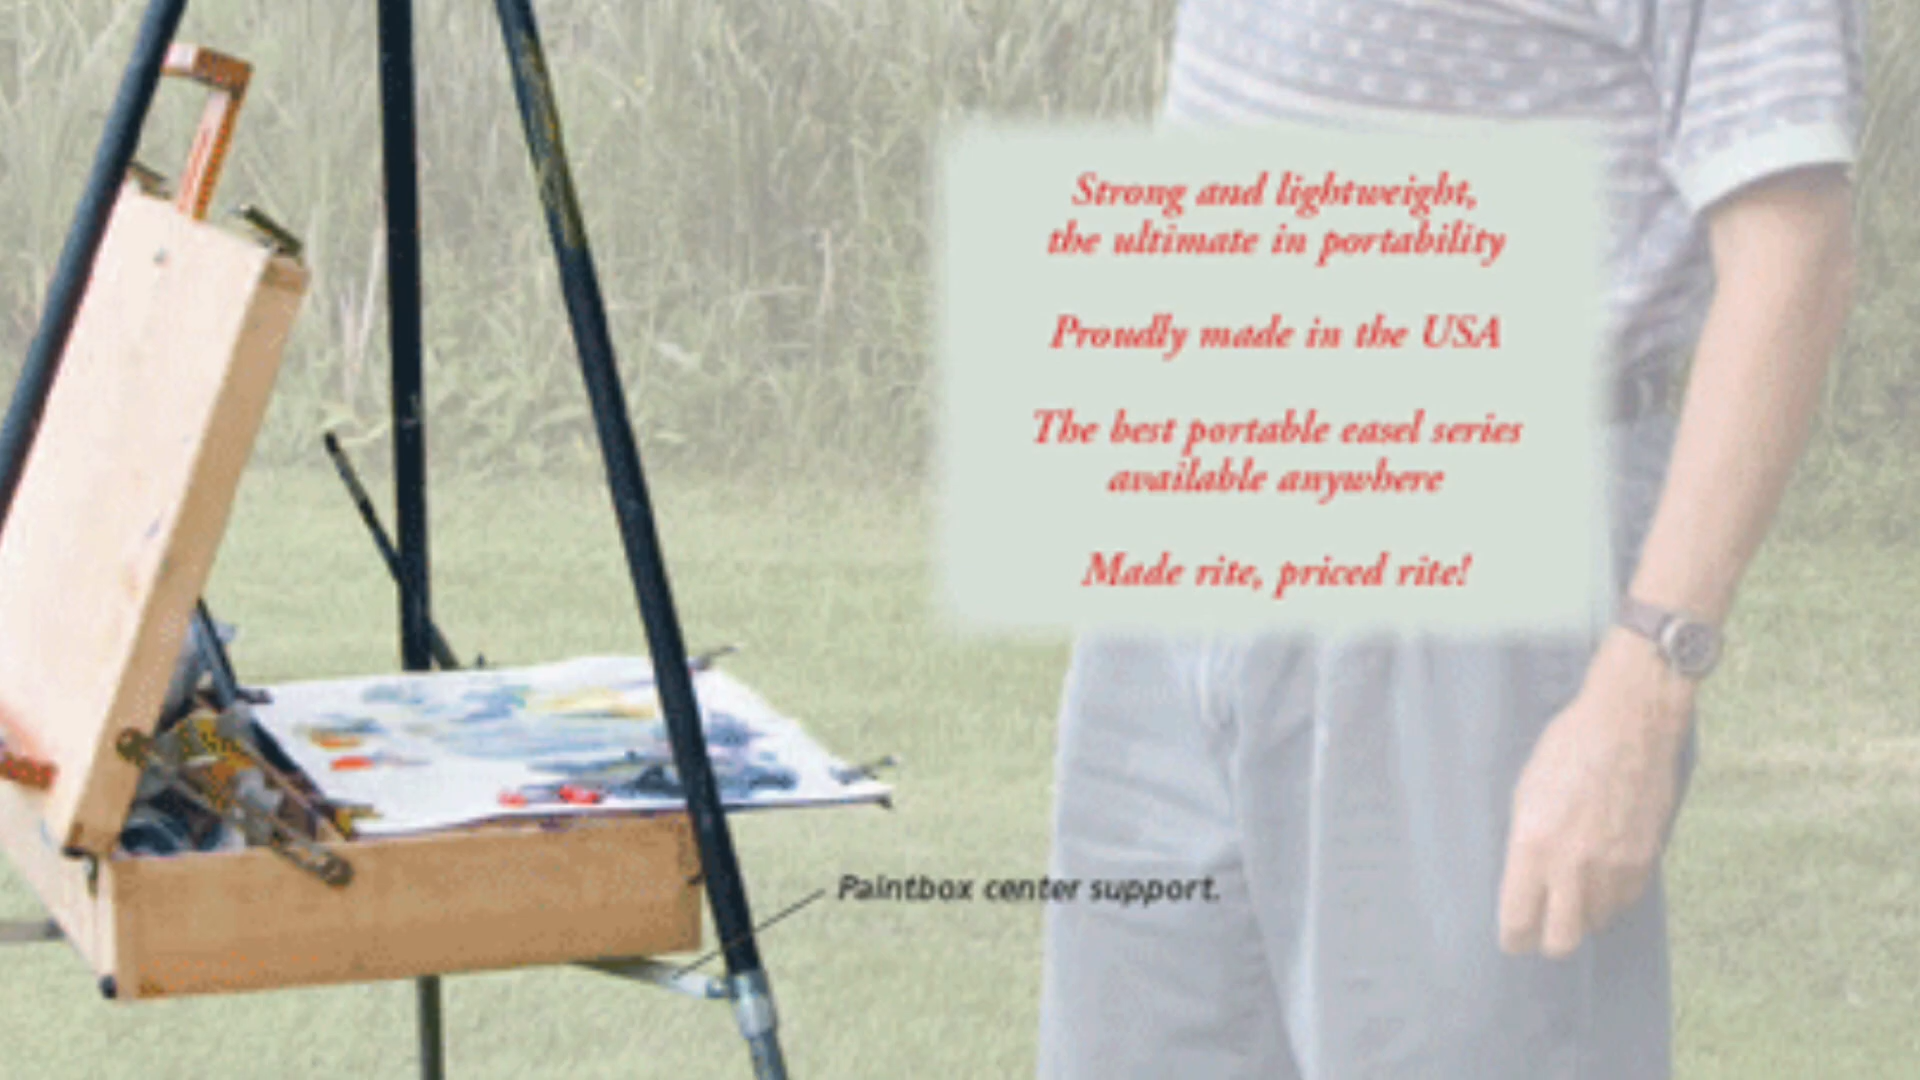 Strong and lightweight,
the ultimate in portability
Proudly made in the USA
The best portable easel series
available anywhere
Made rite, priced rite!
Paintbox center support.